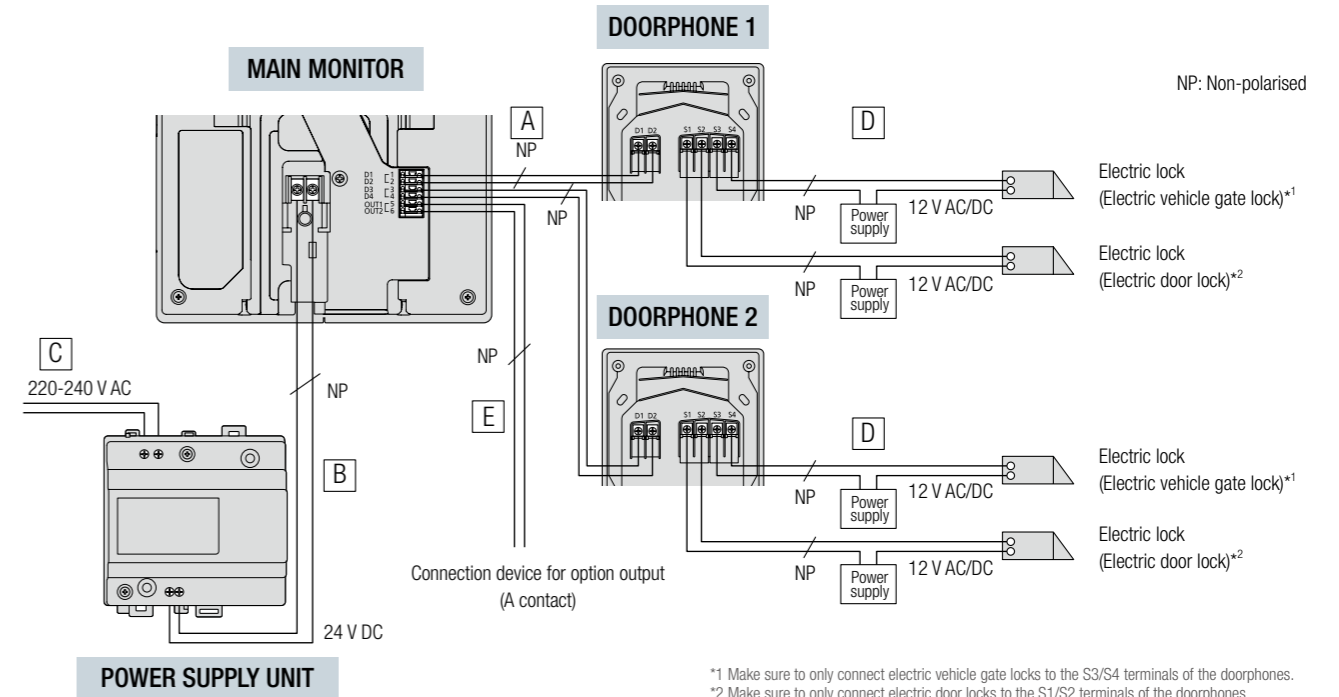 DOORPHONE 1
MAIN MONITOR
NP: Non-polarised
A
NP
D1 D2
S1 S2 S3 S4
D
D1 1
D2 2
D3 3
D4 4
OUT1 5
OUT2 6
NP
NP
Power
supply
12 V AC/DC
Electric lock
(Electric vehicle gate lock)*1
NP
Power
supply
12 V AC/DC
Electric lock
(Electric door lock)*2
DOORPHONE 2
C
220-240 V AC
NP
NP
E
B
D1 D2
S1 S2 S3 S4
D
NP
Power
supply
12 V AC/DC
Electric lock
(Electric vehicle gate lock)*1
NP
Power
supply
12 V AC/DC
Electric lock
(Electric door lock)*2
Connection device for option output
(A contact)
24 V DC
POWER SUPPLY UNIT
*1 Make sure to only connect electric vehicle gate locks to the S3/S4 terminals of the doorphones.
*2 Make sure to only connect electric door locks to the S1/S2 terminals of the doorphones.